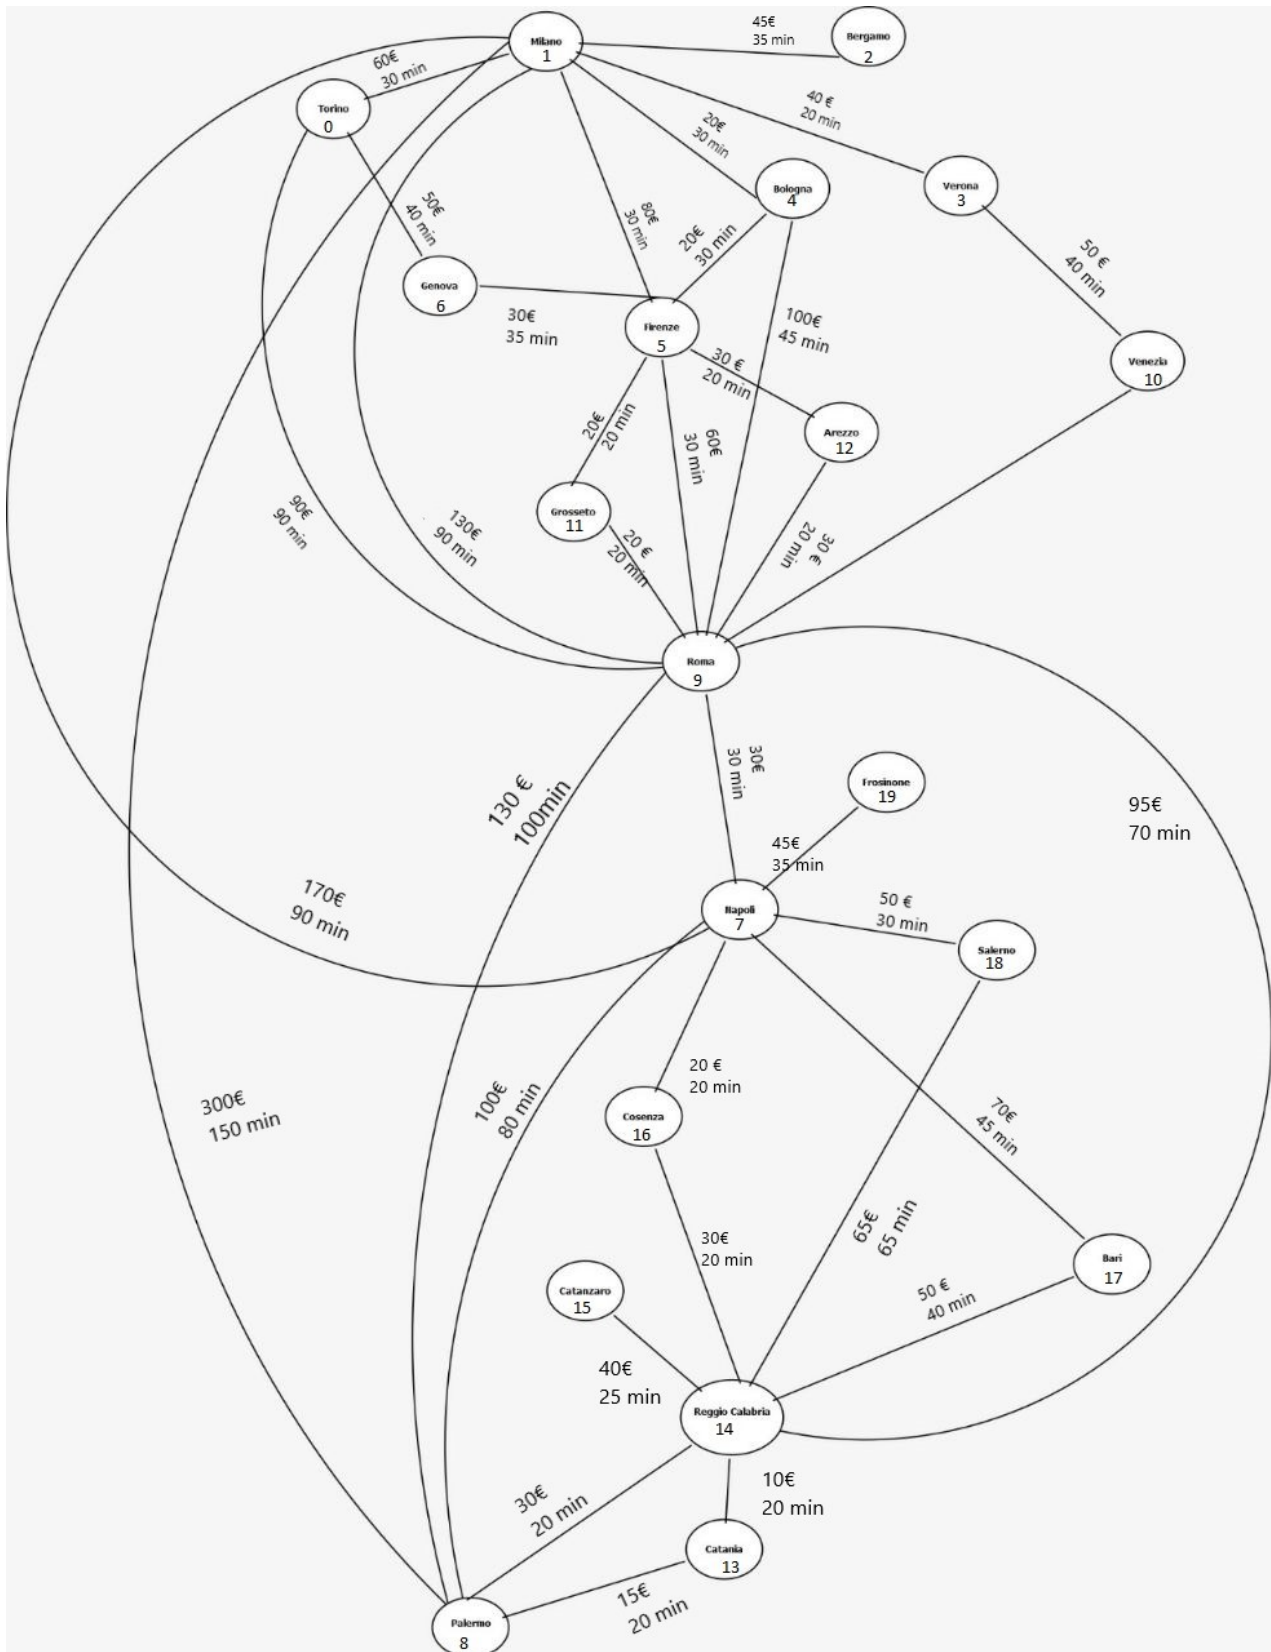 45€
35 min
Bergamo
2
Milano
1
60€
30 min
Torino
0
40 €
20 min
20€
30 min
Bologna
4
Verona
3
50€
40 min
80€
30 min
20€
30 min
50 €
40 min
Genova
6
30€
35 min
Firenze
5
100€
45 min
Venezia
10
30 €
20 min
20€
20 min
60€
30 min
Arezzo
12
Grosseto
11
90€
90 min
130€
90 min
20 €
20 min
30 €
20 min
Roma
9
30€
30 min
Frosinone
19
130 €
100min
95€
70 min
45€
35 min
170€
90 min
Napoli
7
50 €
30 min
Salerno
18
20 €
20 min
300€
150 min
100€
80 min
Cosenza
16
70€
45 min
30€
20 min
65€
65 min
Bari
17
Catanzaro
15
50 €
40 min
40€
25 min
Reggio Calabria
14
30€
20 min
10€
20 min
Catania
13
15€
20 min
Palermo
8